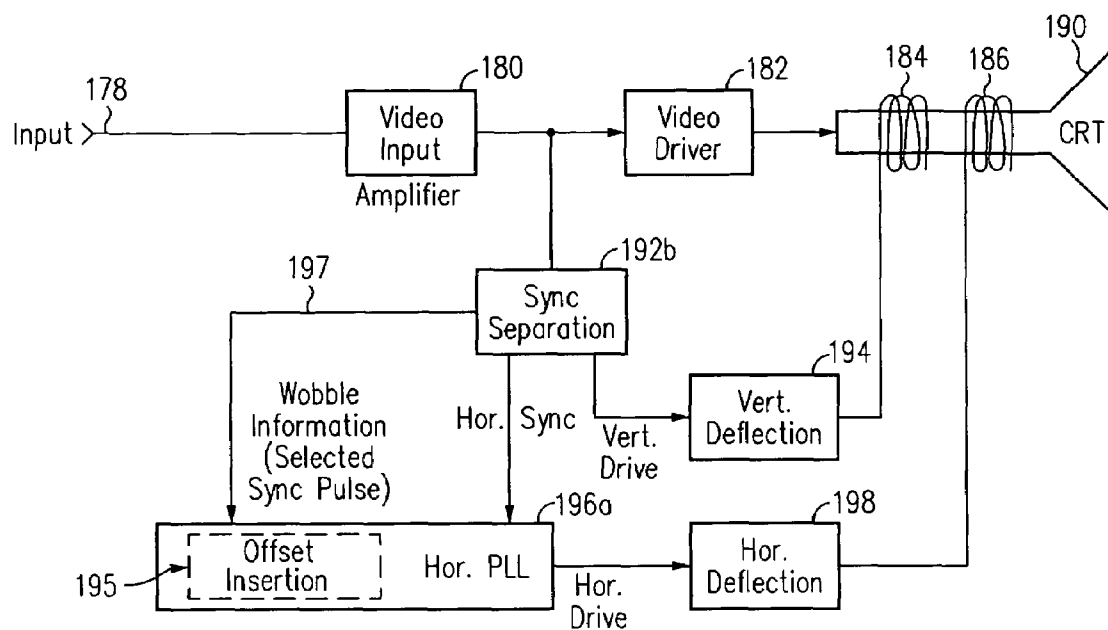 190
180
182
184
186
178
Input
Video
Input
Amplifier
Video
Driver
CRT
192b
197
Sync
Separation
194
Wobble
Information
(Selected
Sync Pulse)
Hor. Sync
Vert.
Drive
Vert.
Deflection
196a
198
195
Offset
Insertion
Hor. PLL
Hor.
Drive
Hor.
Deflection